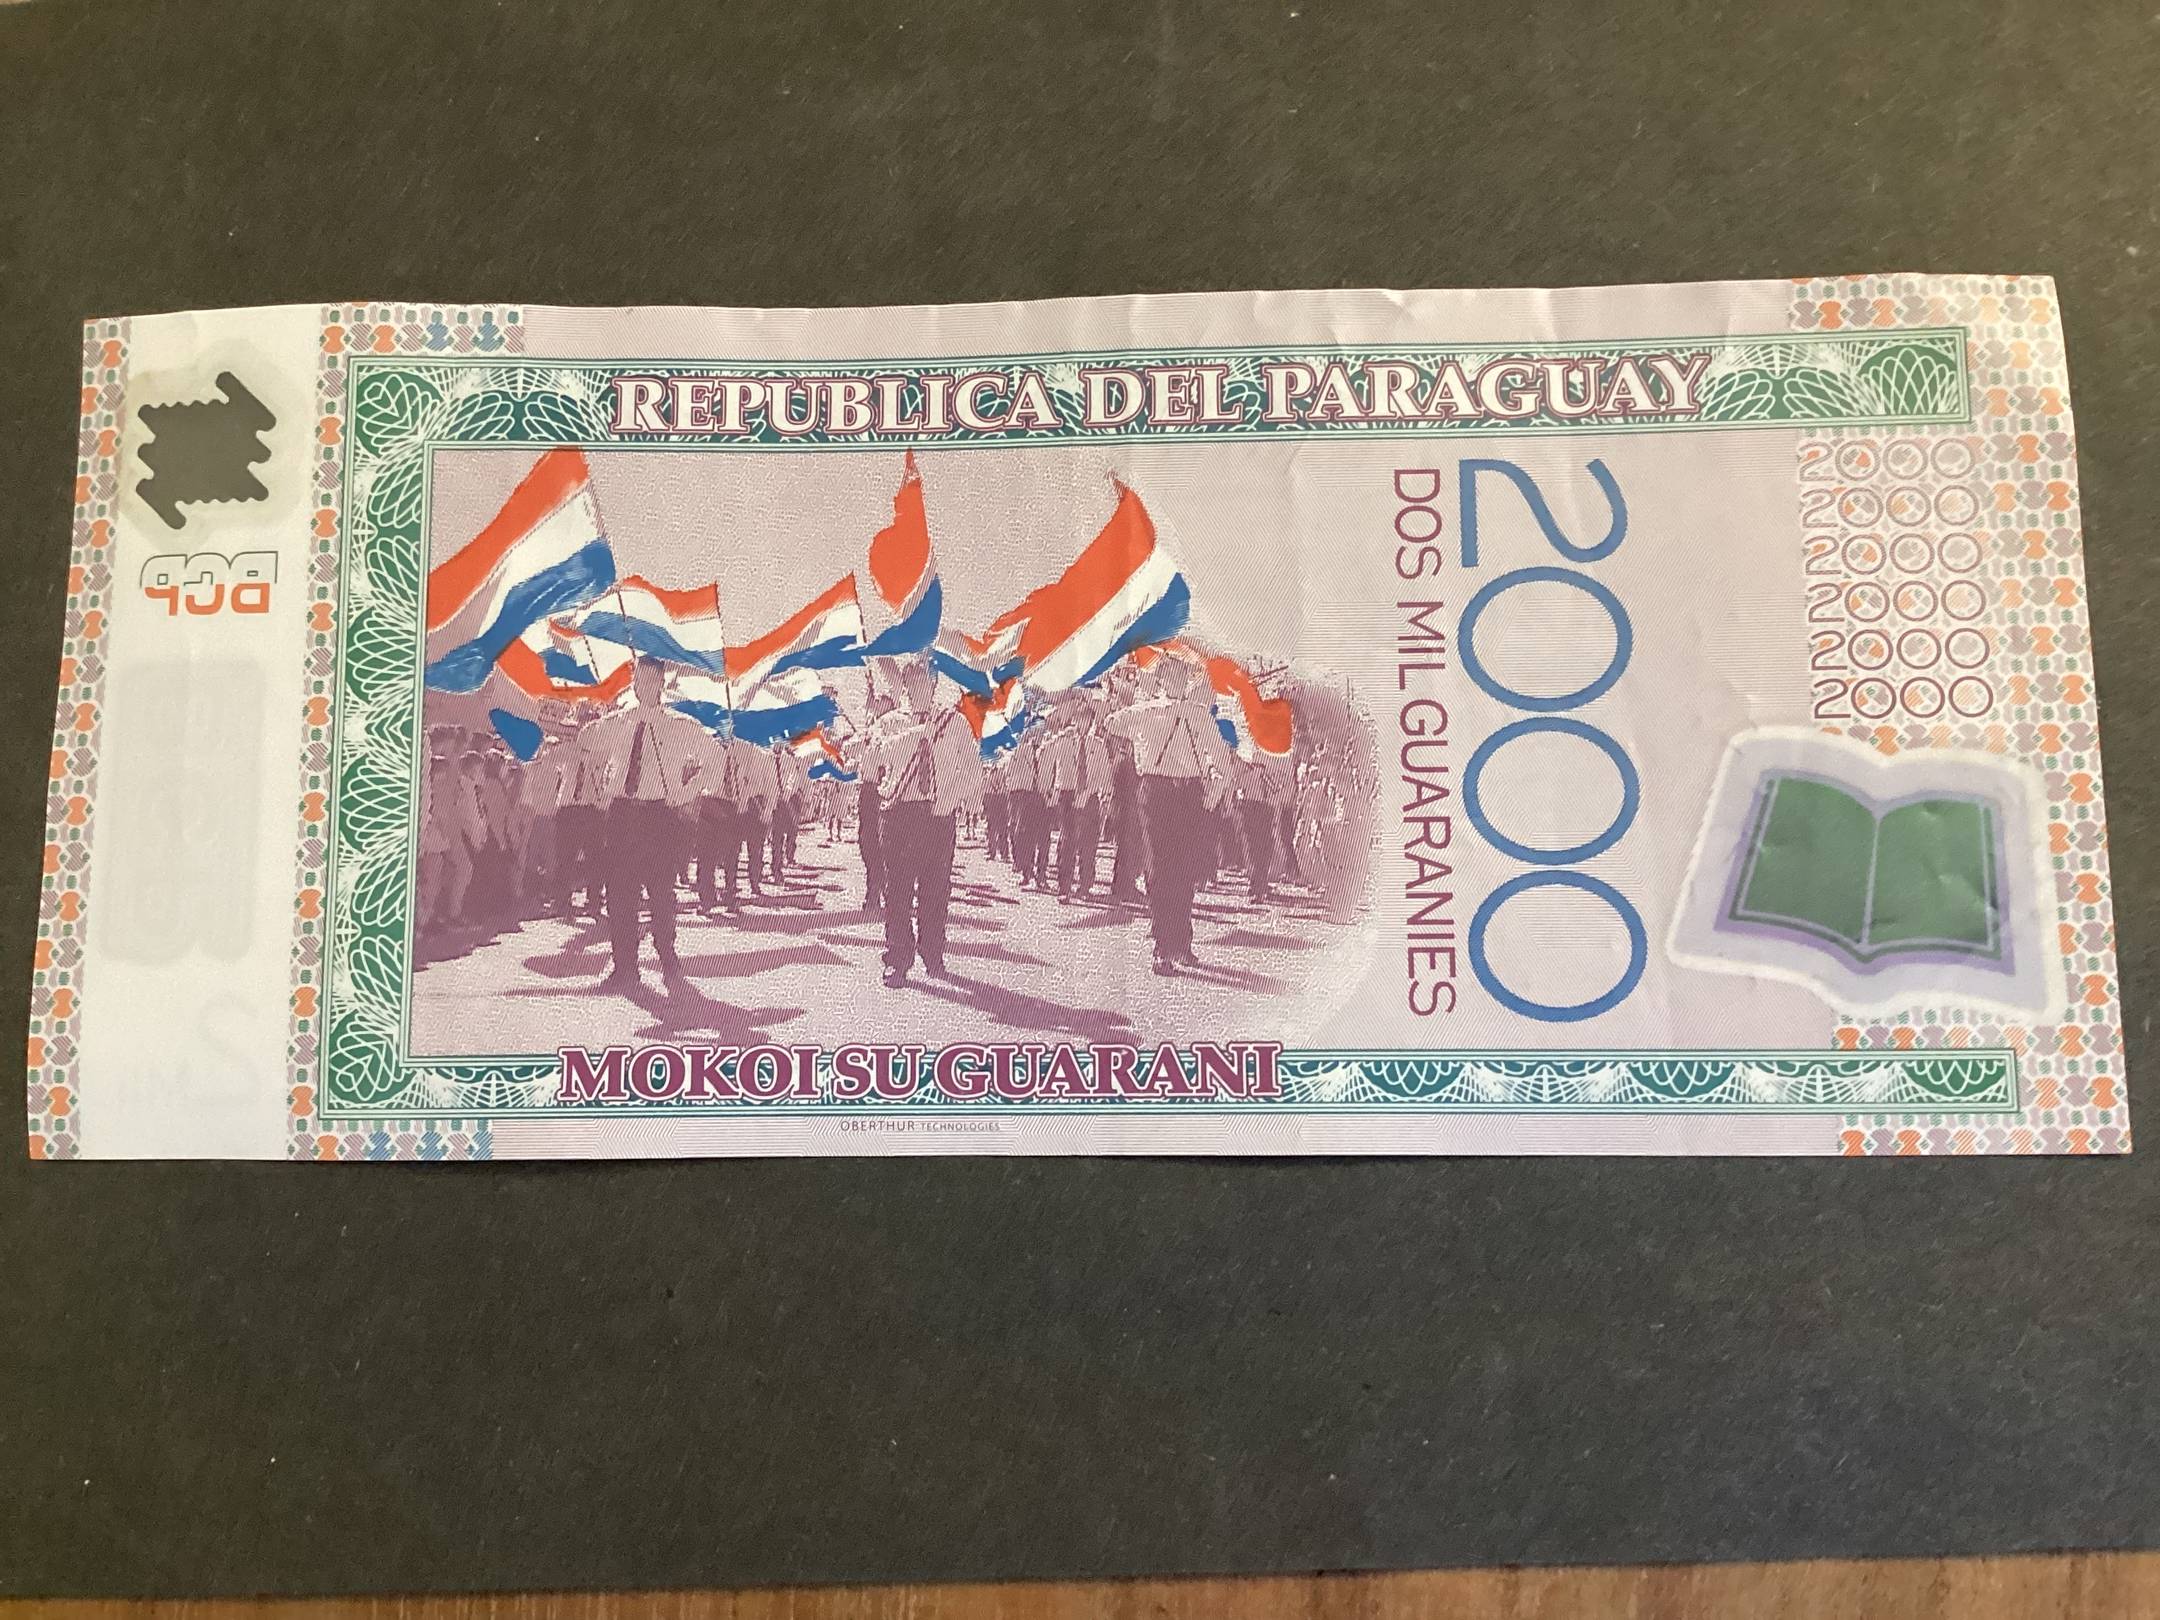 REPUBLICA DEL PARAGUAY
BCP
2000
DOS MIL GUARANIES
2000
2000
2000
2000
2000
2000
MOKOI SU GUARANI
OBERTHUR TECHNOLOGIES